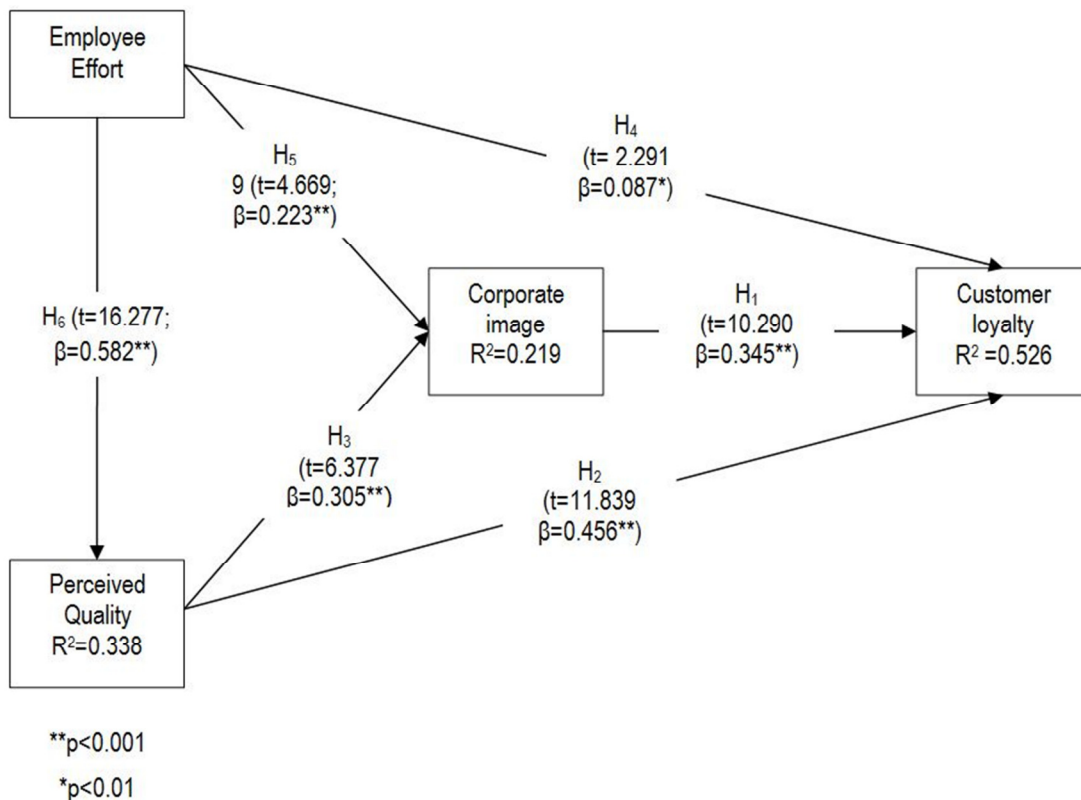 Employee
Effort
H₄
(t= 2.291
β=0.087*)
H₅
9 (t=4.669;
β=0.223**)
H₆ (t=16.277;
β=0.582**)
Corporate
image
R²=0.219
H₁
(t=10.290
β=0.345**)
Customer
loyalty
R² =0.526
H₃
(t=6.377
β=0.305**)
H₂
(t=11.839
β=0.456**)
Perceived
Quality
R²=0.338
**p<0.001
*p<0.01